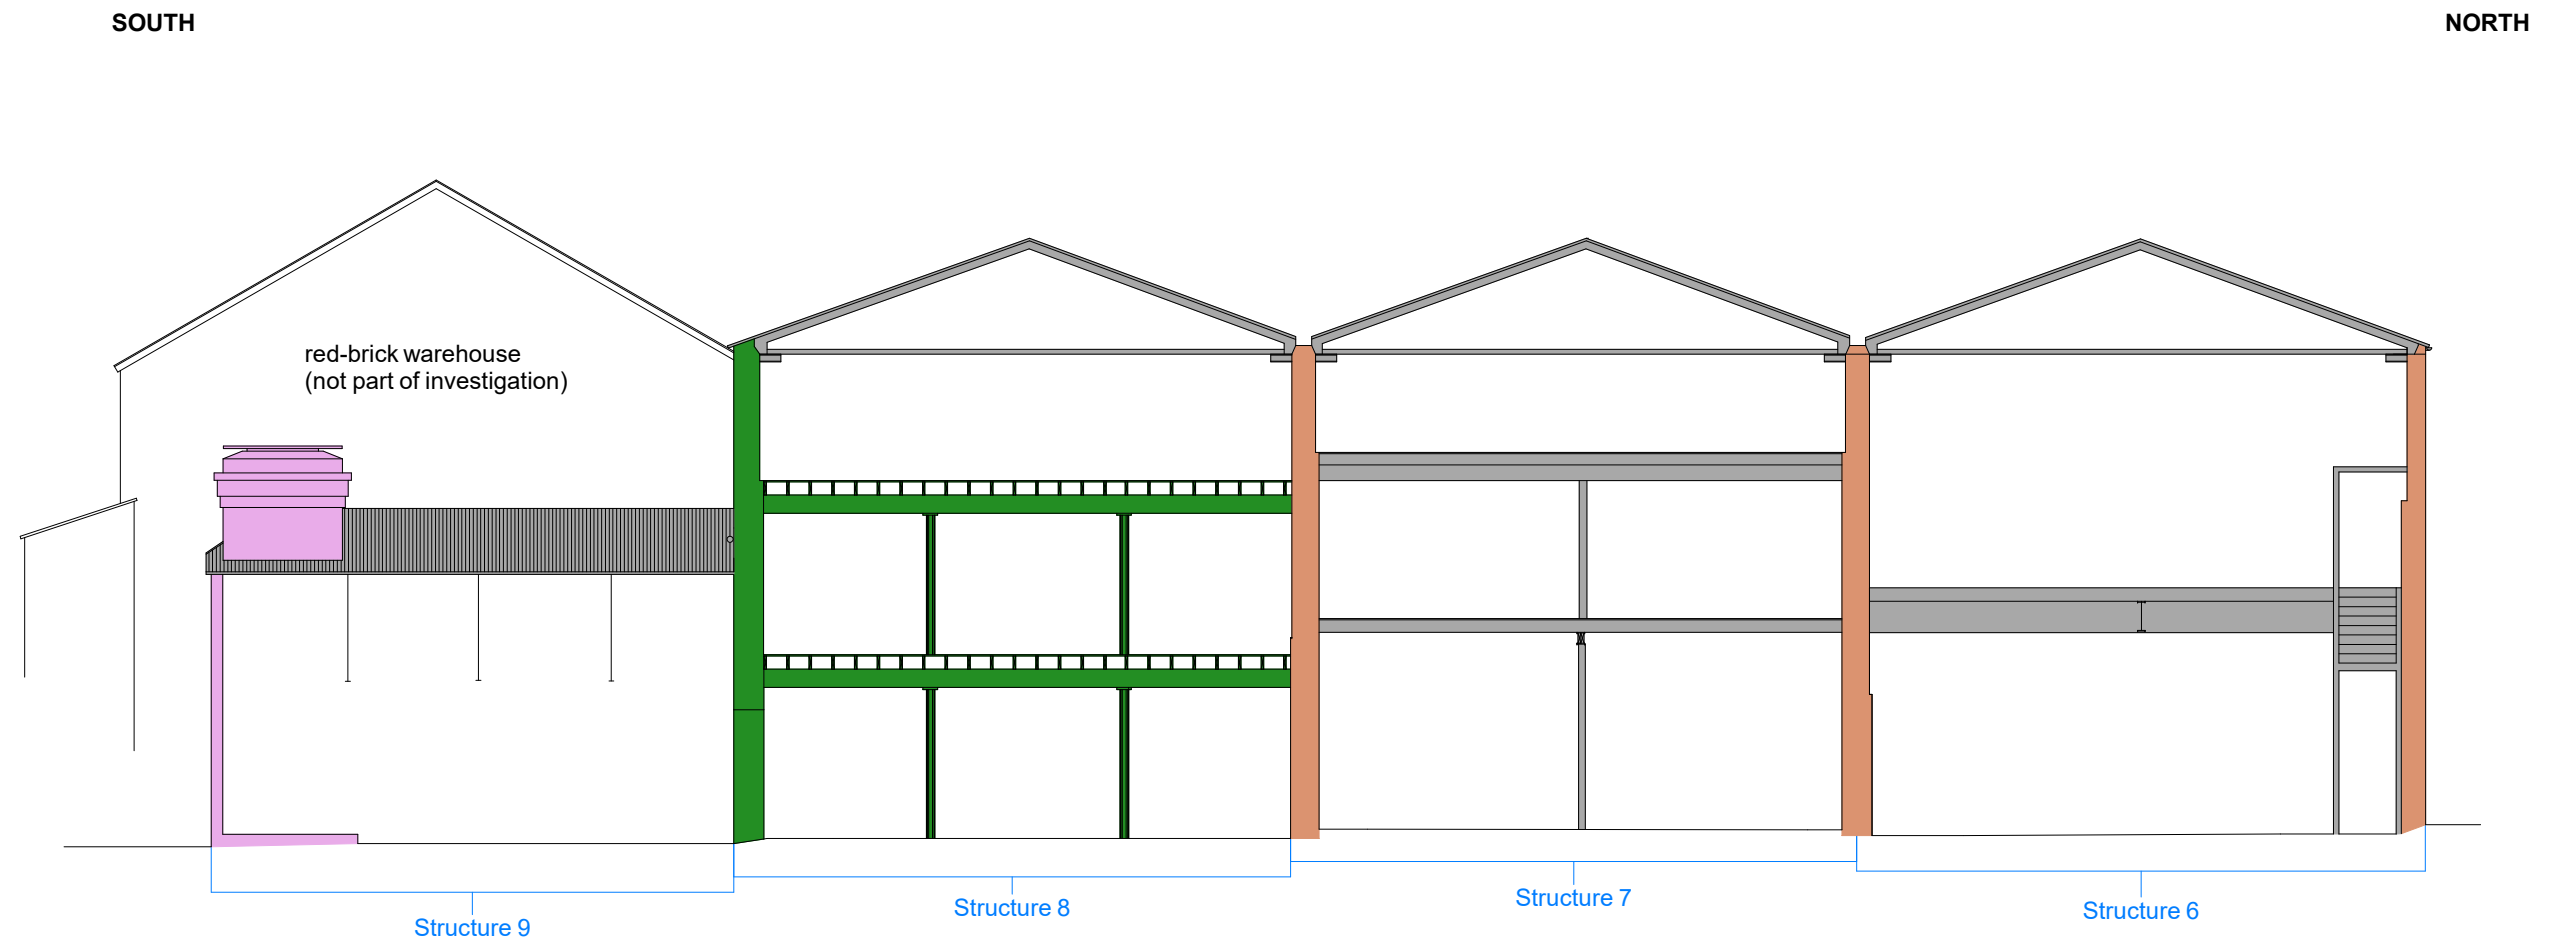 SOUTH
NORTH
red-brick warehouse
(not part of investigation)
Structure 9
Structure 8
Structure 7
Structure 6